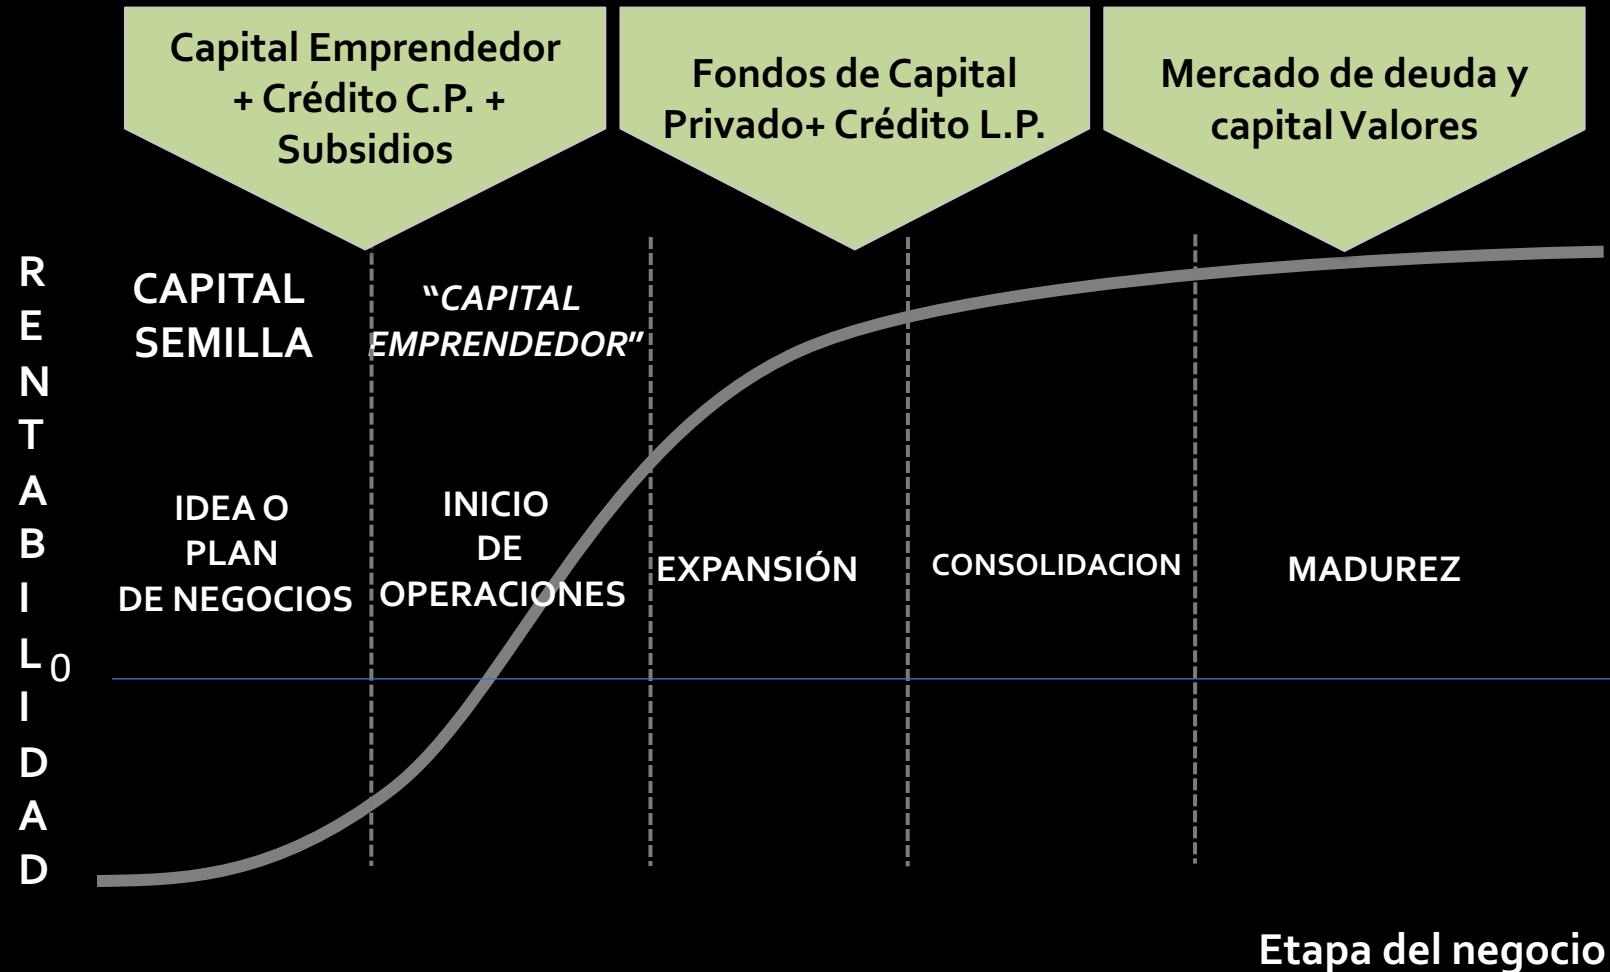 Capital Emprendedor
+ Crédito C.P. +
Subsidios
Fondos de Capital
Privado+ Crédito L.P.
Mercado de deuda y
capital Valores
R
E
N
T
A
B
I
L
I
D
A
D
0
CAPITAL
SEMILLA
“CAPITAL
EMPRENDEDOR”
IDEA O
PLAN
DE NEGOCIOS
INICIO
DE
OPERACIONES
EXPANSIÓN
CONSOLIDACION
MADUREZ
Etapa del negocio